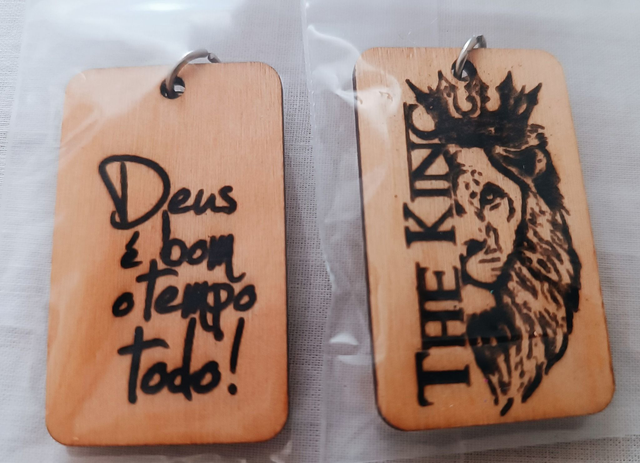 Deus
é bom
o tempo
todo!
THE KING